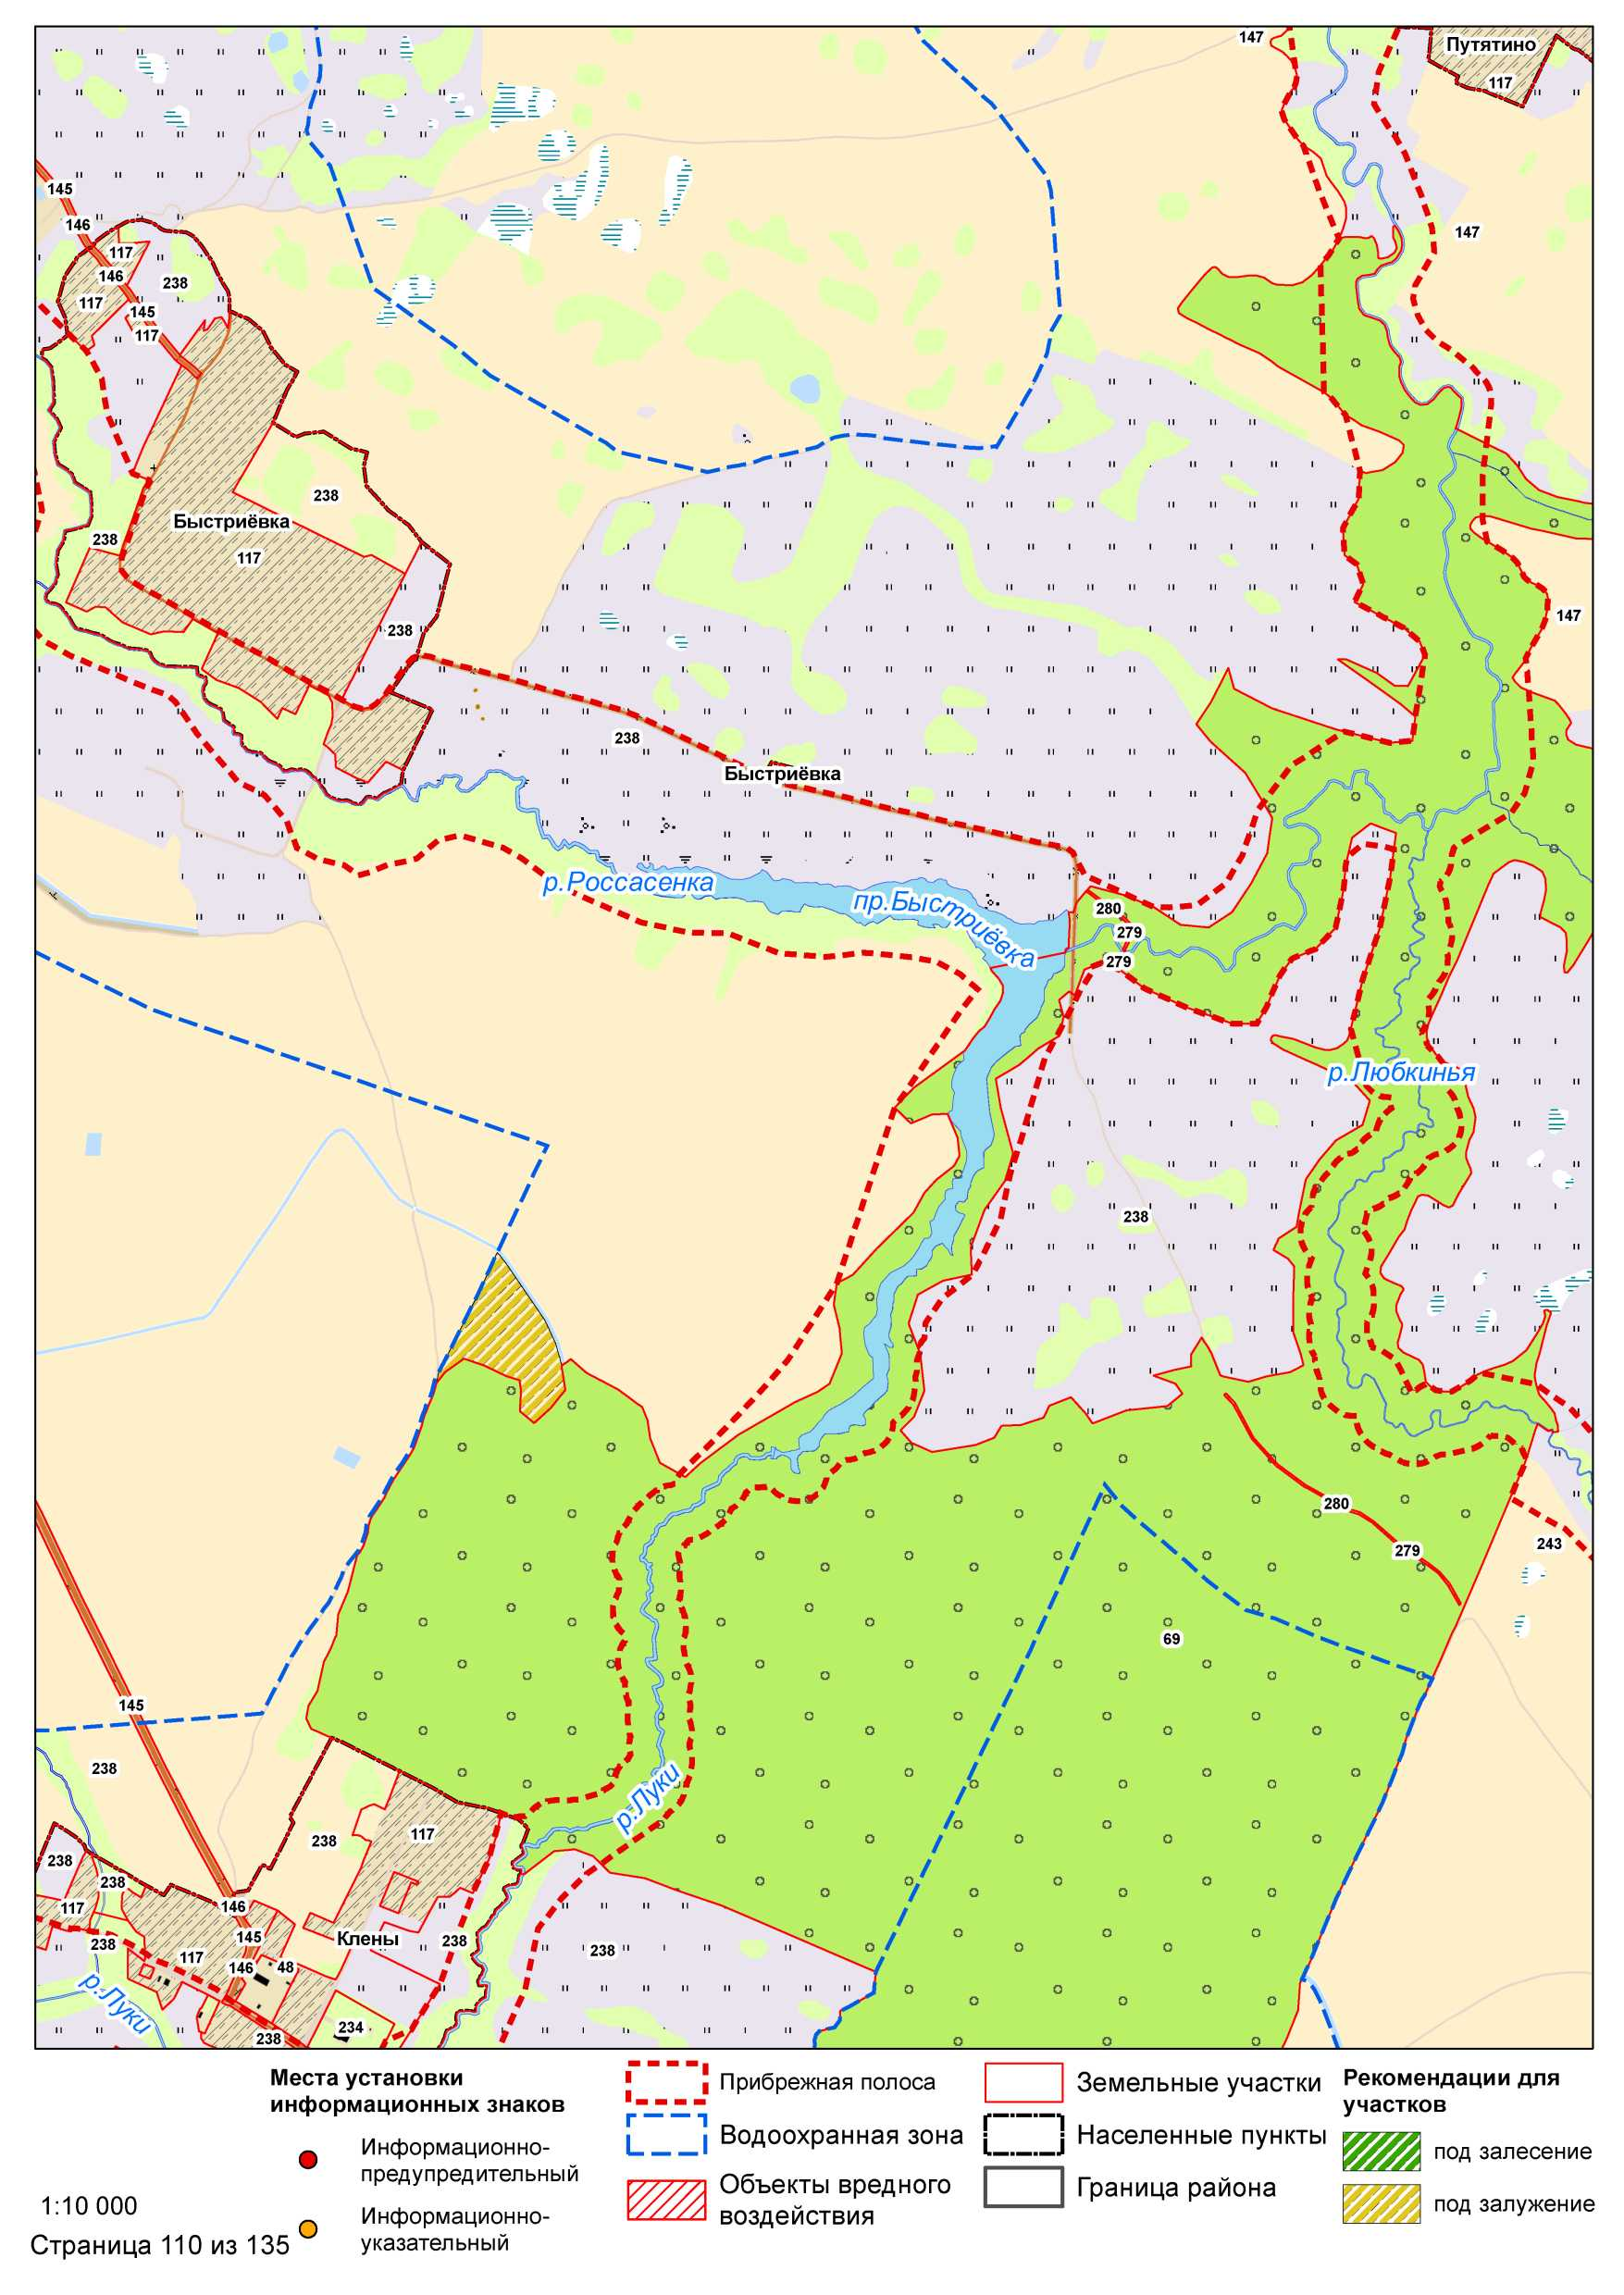 147
Путятино
117
145
146
147
117
238
146
117
145
117
238
Быстриёвка
238
117
147
238
238
Быстриёвка
р.Россасенка
пр.Быстриёвка
280
279
279
р.Любкинья
238
280
243
279
69
145
238
р.Луки
117
238
238
238
117
146
145
Клены
238
238
238
117
146
48
р.Луки
234
238
Места установки
информационных знаков
Информационно-
предупредительный
Информационно-
указательный
Прибрежная полоса
Водоохранная зона
Объекты вредного
воздействия
Земельные участки
Населенные пункты
Граница района
Рекомендации для
участков
под залесение
под залужение
1:10 000
Страница 110 из 135